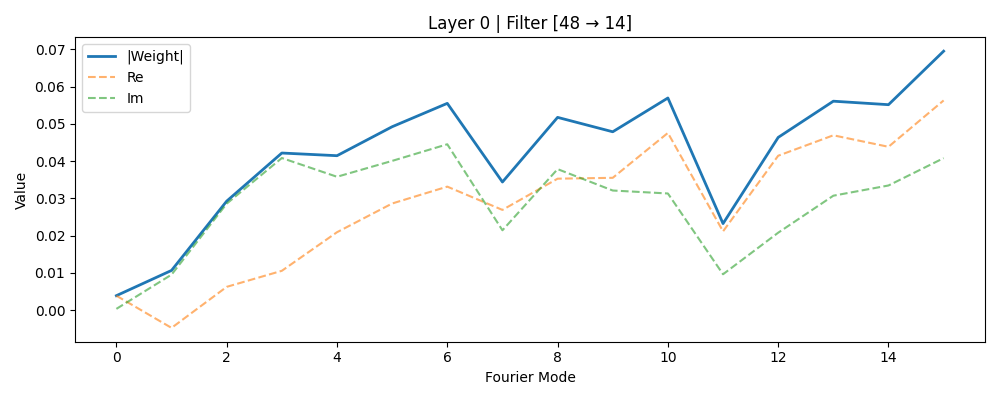 Layer 0 | Filter [48 → 14]
|Weight|
Re
Im
Value
0.07
0.06
0.05
0.04
0.03
0.02
0.01
0.00
0 2 4 6 8 10 12 14
Fourier Mode